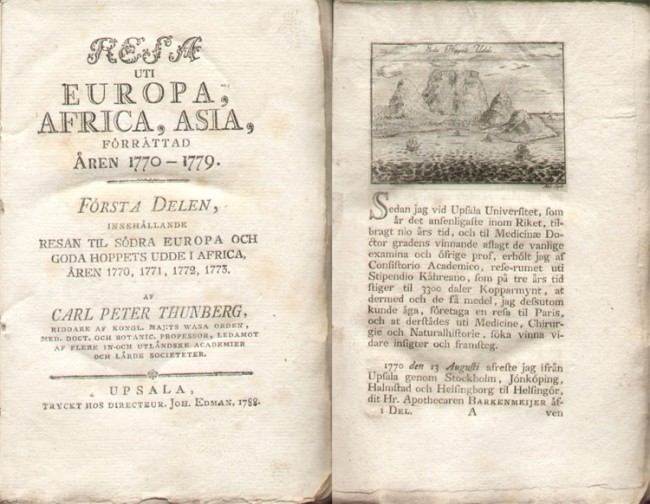 RESA
UTI
EUROPA,
AFRICA, ASIA,
FÖRRÄTTAD
ÅREN 1770-1779.
FÖRSTA DELEN,
INNEHÅLLANDE
RESAN TIL SÖDRA EUROPA OCH
GODA HOPPETS UDDE I AFRICA,
ÅREN 1770, 1771, 1772, 1773.
AF
CARL PETER THUNBERG,
RIDDARE AF KONGL. MAJ:TS WASA ORDEN,
MED. DOCT. OCH BOTANIC. PROFESSOR, LEDAMOT
AF FLERE IN-OCH UTLÄNDSKE ACADEMIER
OCH LÄRDE SOCIETETER.
UPSALA,
TRYCKT HOS DIRECTEUR. JOH. EDMAN, 1788.
Goda Hoppets Udde
Sedan jag vid Upsala Universitet, som
är det ansenligaste inom Riket, til-
bragt nio års tid, och til Medicinæ Do-
ctor gradens vinnande aflagt de vanlige
examina och öfrige prof, erhölt jag af
Consistorio Academico, rese-rumet uti
Stipendio Kåhreano, som på tre års tid
stiger til 3300 daler Kopparmynt, at
dermed och de få medel, jag dessutom
kunde äga, företaga en resa til Paris,
och at derstädes uti Medicine, Chirur-
gie och Naturalhistorie, söka vinna vi-
dare insigter och framsteg.
1770 den 13 Augusti afreste jag ifrån
Upsala genom Stockholm, Jönköping,
Halmstad och Helsingborg til Helsingör,
dit Hr. Apothecaren BARKENMEIJER äf-
1 DEL. A ven